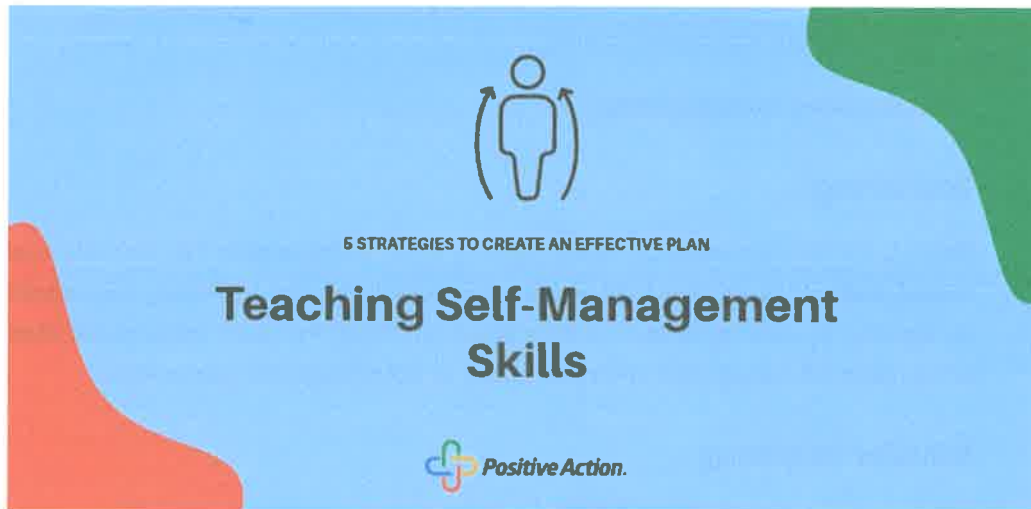 5 STRATEGIES TO CREATE AN EFFECTIVE PLAN
Teaching Self-Management
Skills
Positive Action.